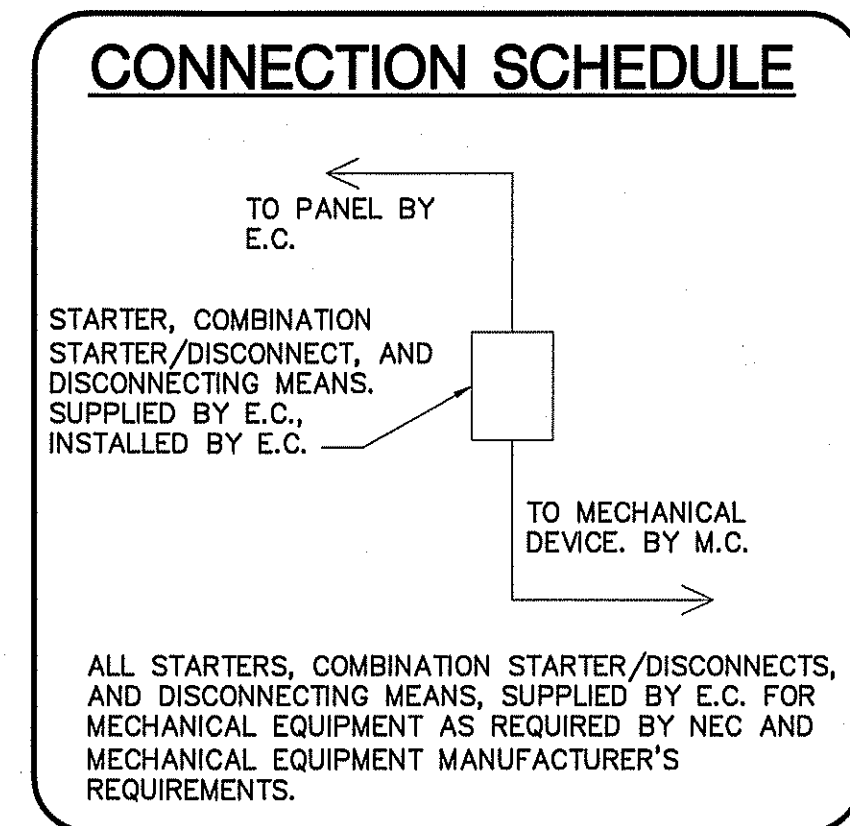 CONNECTION SCHEDULE
TO PANEL BY
E.C.
STARTER, COMBINATION
STARTER/DISCONNECT, AND
DISCONNECTING MEANS.
SUPPLIED BY E.C.,
INSTALLED BY E.C.
TO MECHANICAL
DEVICE. BY M.C.
ALL STARTERS, COMBINATION STARTER/DISCONNECTS,
AND DISCONNECTING MEANS, SUPPLIED BY E.C. FOR
MECHANICAL EQUIPMENT AS REQUIRED BY NEC AND
MECHANICAL EQUIPMENT MANUFACTURER'S
REQUIREMENTS.